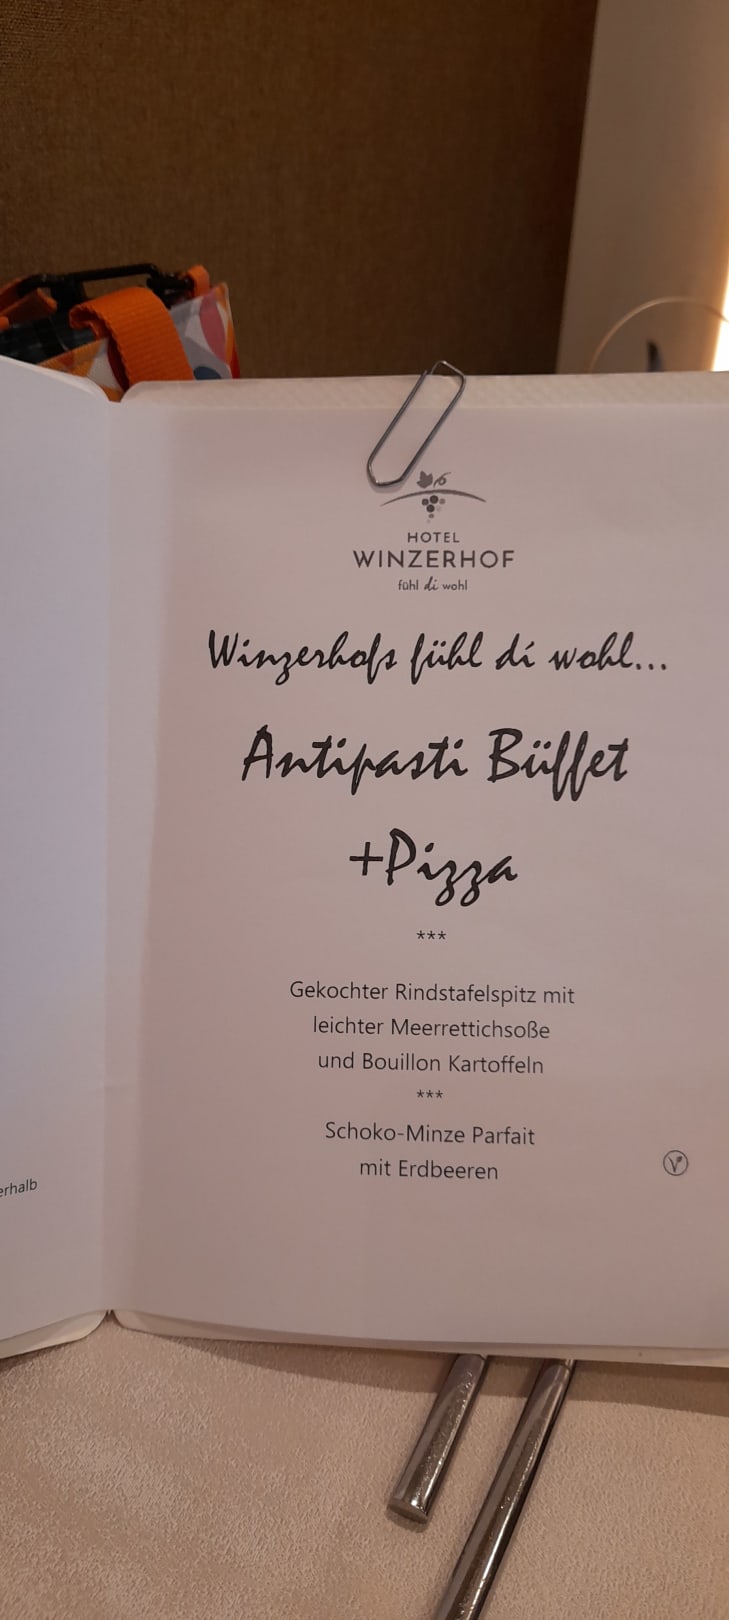 HOTEL
WINZERHOF
fühl di wohl
Winzerhofs fühl di wohl...
Antipasti Büffet
+Pizza
***
Gekochter Rindstafelspitz mit
leichter Meerrettichsoße
und Bouillon Kartoffeln
***
Schoko-Minze Parfait
mit Erdbeeren
V
erhalb